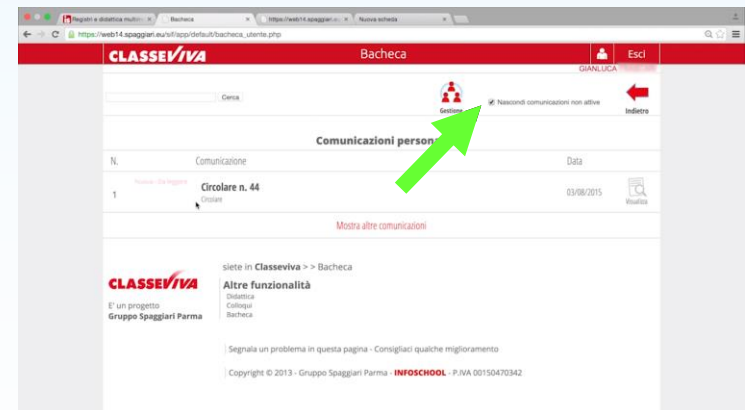 Registri e didattica multim
Bacheca
https://web14.spaggiari.eu
Nuova scheda
https://web14.spaggiari.eu/sif/app/default/bacheca_utente.php
CLASSEVIVA
Bacheca
Esci
GIANLUCA
Cerca
Gestione
Nascondi comunicazioni non attive
Indietro
Comunicazioni
N.
Comunicazione
Data
1
Circolare n. 44
Circolare
03/08/2015
Visualizza
Mostra altre comunicazioni
siete in Classeviva > > Bacheca
CLASSEVIVA
Altre funzionalità
Didattica
Colloqui
Bacheca
E' un progetto
Gruppo Spaggiari Parma
Segnala un problema in questa pagina - Consigliaci qualche miglioramento
Copyright © 2013 - Gruppo Spaggiari Parma - INFOSCHOOL - P.IVA 00150470342